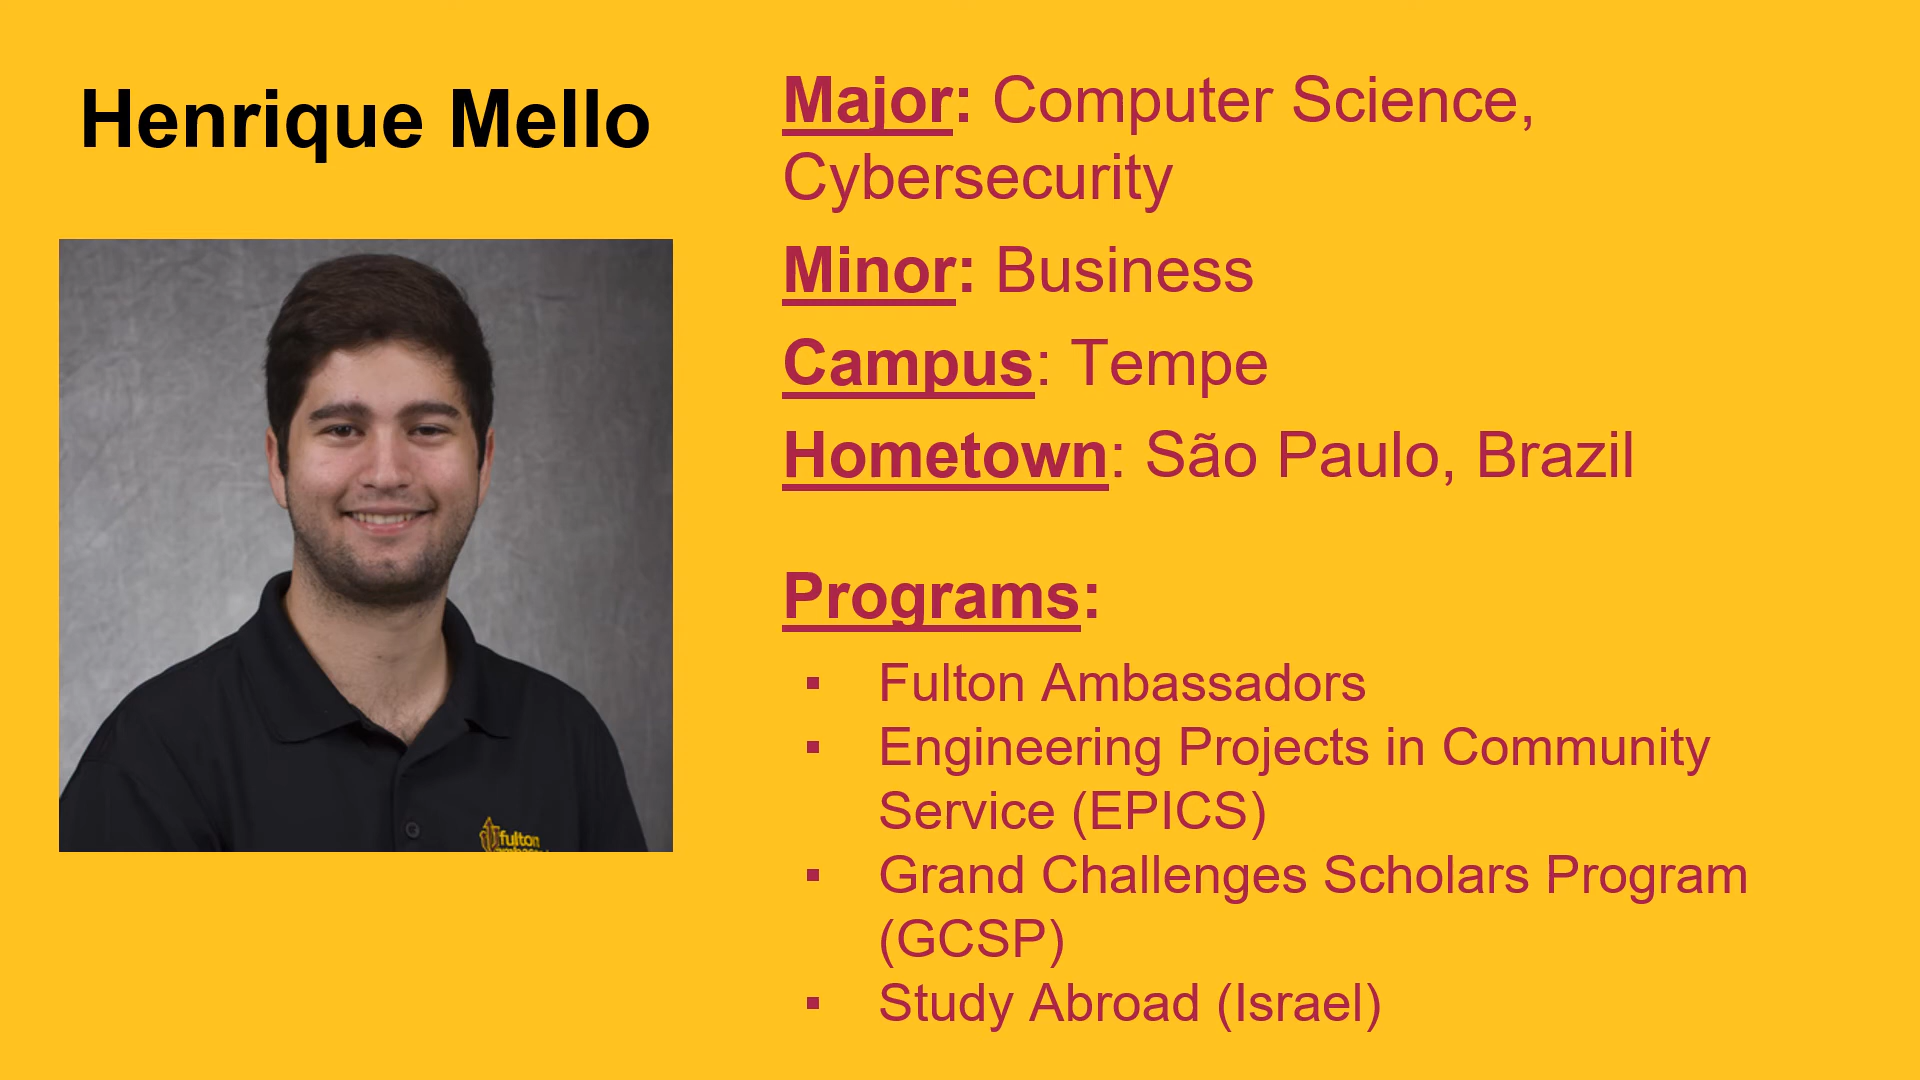 Henrique Mello
Major: Computer Science,
Cybersecurity
Minor: Business
Campus: Tempe
Hometown: São Paulo, Brazil
Programs:
▪ Fulton Ambassadors
▪ Engineering Projects in Community
Service (EPICS)
▪ Grand Challenges Scholars Program
(GCSP)
▪ Study Abroad (Israel)
fulton